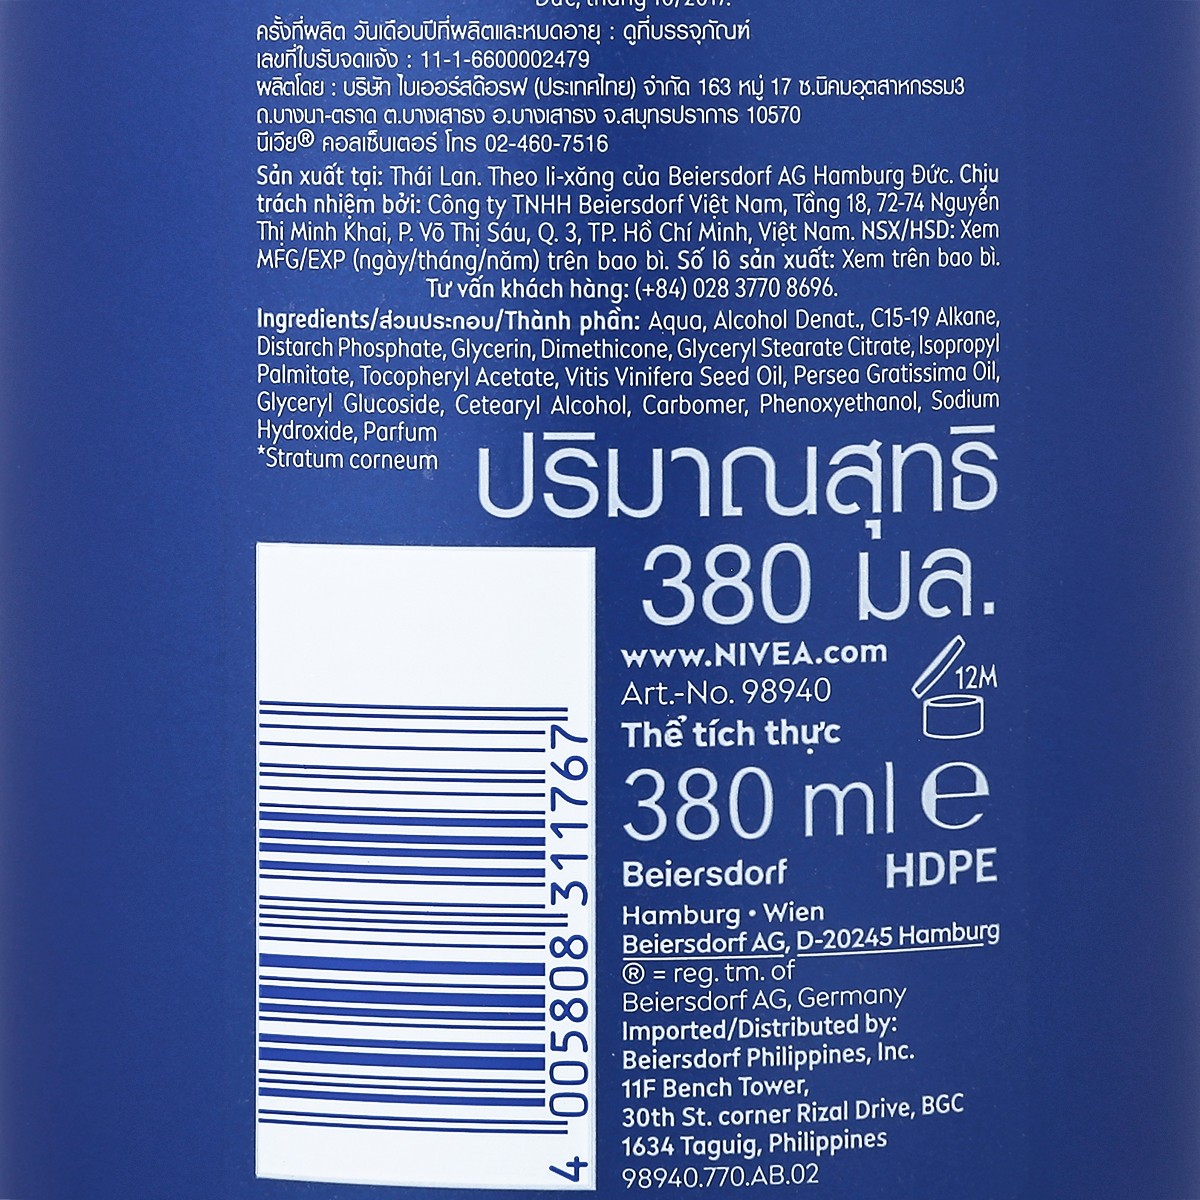 Đức, tháng 10/2017.
ครั้งที่ผลิต วันเดือนปีที่ผลิตและหมดอายุ : ดูที่บรรจุภัณฑ์
เลขที่ใบรับจดแจ้ง : 11-1-6600002479
ผลิตโดย : บริษัท ไบเออร์สด๊อรฟ (ประเทศไทย) จำกัด 163 หมู่ 17 ซ.นิคมอุตสาหกรรม3
ถ.บางนา-ตราด ต.บางเสาธง อ.บางเสาธง จ.สมุทรปราการ 10570
นีเวีย® คอลเซ็นเตอร์ โทร 02-460-7516
Sản xuất tại: Thái Lan. Theo li-xăng của Beiersdorf AG Hamburg Đức. Chịu
trách nhiệm bởi: Công ty TNHH Beiersdorf Việt Nam, Tầng 18, 72-74 Nguyễn
Thị Minh Khai, P. Võ Thị Sáu, Q. 3, TP. Hồ Chí Minh, Việt Nam. NSX/HSD: Xem
MFG/EXP (ngày/tháng/năm) trên bao bì. Số lô sản xuất: Xem trên bao bì.
Tư vấn khách hàng: (+84) 028 3770 8696.
Ingredients/ส่วนประกอบ/Thành phần: Aqua, Alcohol Denat., C15-19 Alkane,
Distarch Phosphate, Glycerin, Dimethicone, Glyceryl Stearate Citrate, Isopropyl
Palmitate, Tocopheryl Acetate, Vitis Vinifera Seed Oil, Persea Gratissima Oil,
Glyceryl Glucoside, Cetearyl Alcohol, Carbomer, Phenoxyethanol, Sodium
Hydroxide, Parfum
*Stratum corneum
ปริมาณสุทธิ
380 มล.
www.NIVEA.com
Art.-No. 98940
12M
Thể tích thực
380 ml e
Beiersdorf
HDPE
Hamburg • Wien
Beiersdorf AG, D-20245 Hamburg
® = reg. tm. of
Beiersdorf AG, Germany
Imported/Distributed by:
Beiersdorf Philippines, Inc.
11F Bench Tower,
30th St. corner Rizal Drive, BGC
1634 Taguig, Philippines
98940.770.AB.02
4 005808 311767